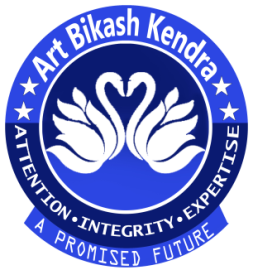 Art Bikash Kendra
ATTENTION•INTEGRITY•EXPERTISE
A PROMISED FUTURE